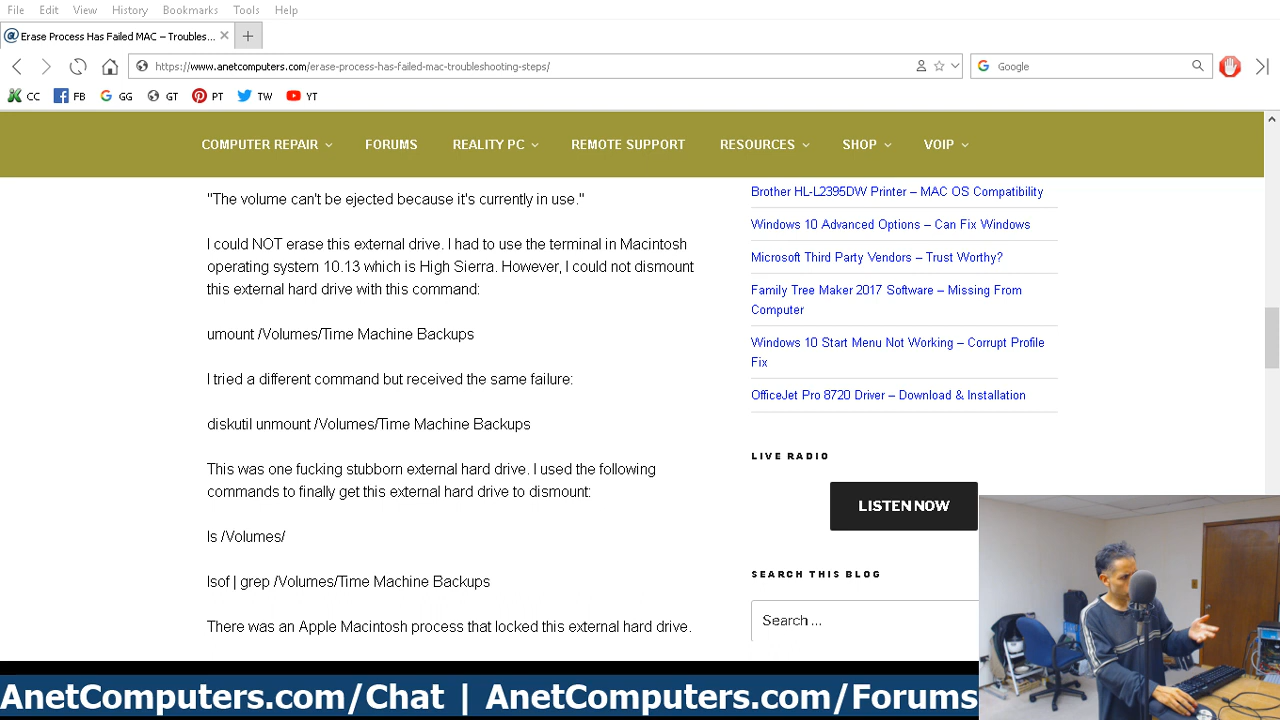 File Edit View History Bookmarks Tools Help
Erase Process Has Failed MAC – Troubles...
https://www.anetcomputers.com/erase-process-has-failed-mac-troubleshooting-steps/
Google
CC FB GG GT PT TW YT
COMPUTER REPAIR FORUMS REALITY PC REMOTE SUPPORT RESOURCES SHOP VOIP
"The volume can't be ejected because it's currently in use."
I could NOT erase this external drive. I had to use the terminal in Macintosh
operating system 10.13 which is High Sierra. However, I could not dismount
this external hard drive with this command:
umount /Volumes/Time Machine Backups
I tried a different command but received the same failure:
diskutil unmount /Volumes/Time Machine Backups
This was one fucking stubborn external hard drive. I used the following
commands to finally get this external hard drive to dismount:
ls /Volumes/
lsof | grep /Volumes/Time Machine Backups
There was an Apple Macintosh process that locked this external hard drive.
Brother HL-L2395DW Printer – MAC OS Compatibility
Windows 10 Advanced Options – Can Fix Windows
Microsoft Third Party Vendors – Trust Worthy?
Family Tree Maker 2017 Software – Missing From
Computer
Windows 10 Start Menu Not Working – Corrupt Profile
Fix
OfficeJet Pro 8720 Driver – Download & Installation
LIVE RADIO
LISTEN NOW
SEARCH THIS BLOG
Search ...
AnetComputers.com/Chat | AnetComputers.com/Forums